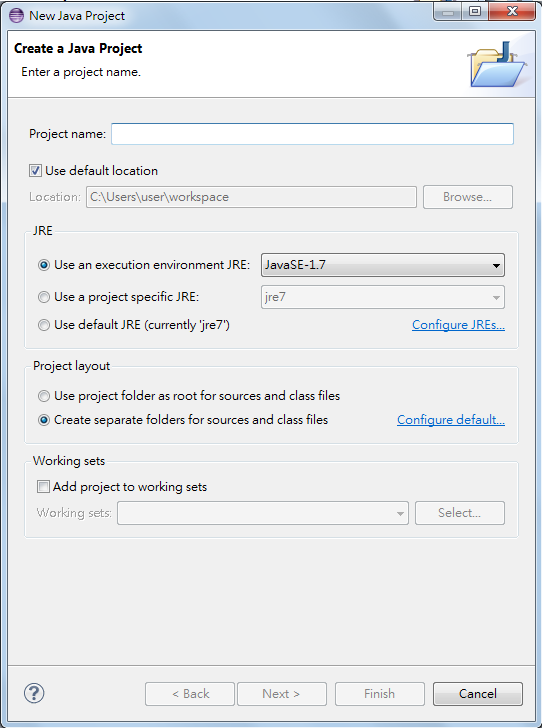 New Java Project
Create a Java Project
Enter a project name.
Project name:
Use default location
Location: C:\Users\user\workspace Browse...
JRE
Use an execution environment JRE: JavaSE-1.7
Use a project specific JRE: jre7
Use default JRE (currently 'jre7') Configure JREs...
Project layout
Use project folder as root for sources and class files
Create separate folders for sources and class files Configure default...
Working sets
Add project to working sets
Working sets: Select...
? < Back Next > Finish Cancel